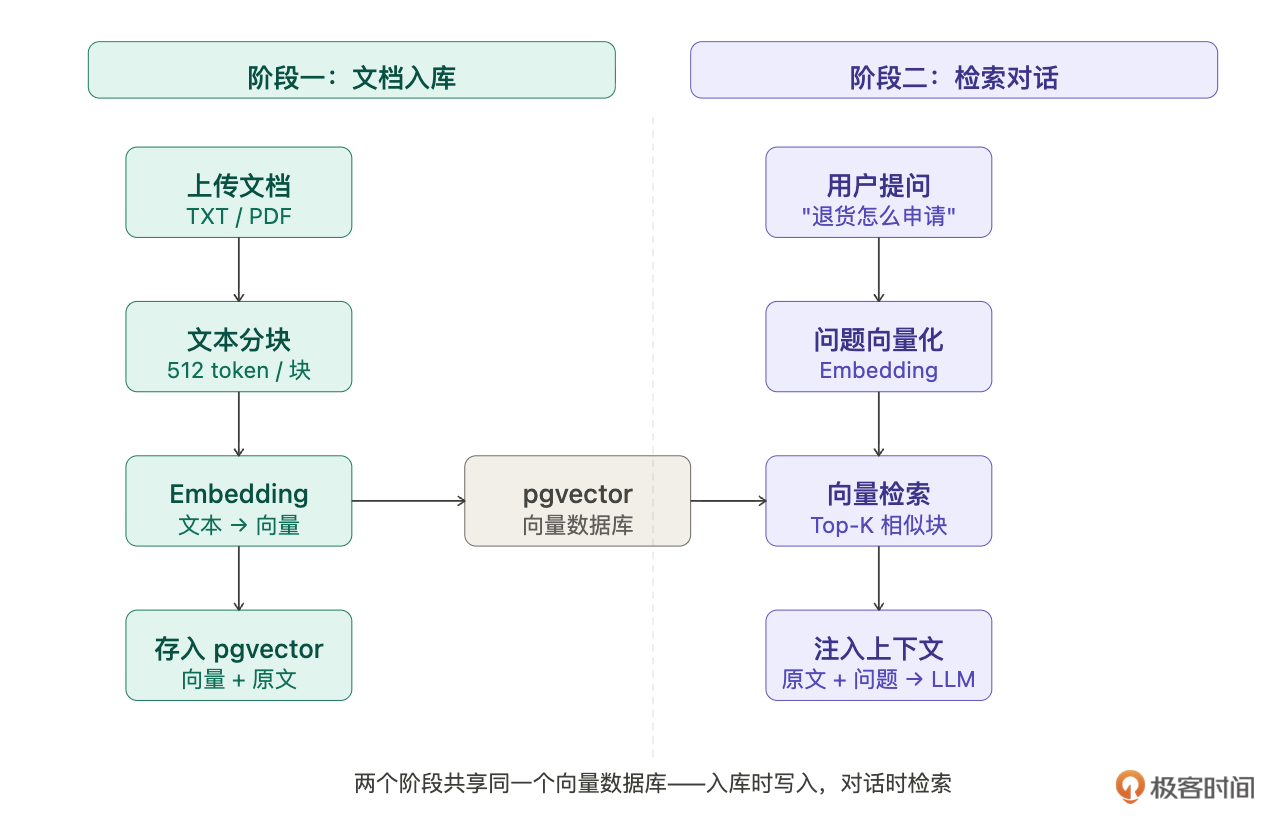 阶段一：文档入库
阶段二：检索对话
上传文档
TXT / PDF
文本分块
512 token / 块
Embedding
文本 → 向量
存入 pgvector
向量 + 原文
pgvector
向量数据库
用户提问
"退货怎么申请"
问题向量化
Embedding
向量检索
Top-K 相似块
注入上下文
原文 + 问题 → LLM
两个阶段共享同一个向量数据库——入库时写入，对话时检索
极客时间